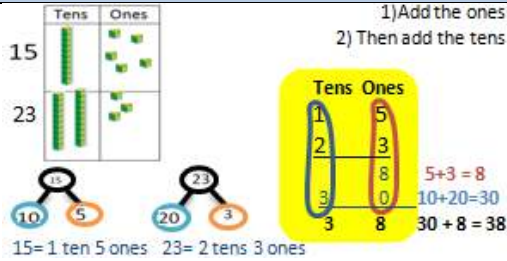 Tens Ones
15
23
15
10 5
23
20 3
15= 1 ten 5 ones 23= 2 tens 3 ones
1)Add the ones
2) Then add the tens
Tens Ones
1 5
2 3
8 5+3 = 8
3 0 10+20=30
3 8 30 + 8 = 38